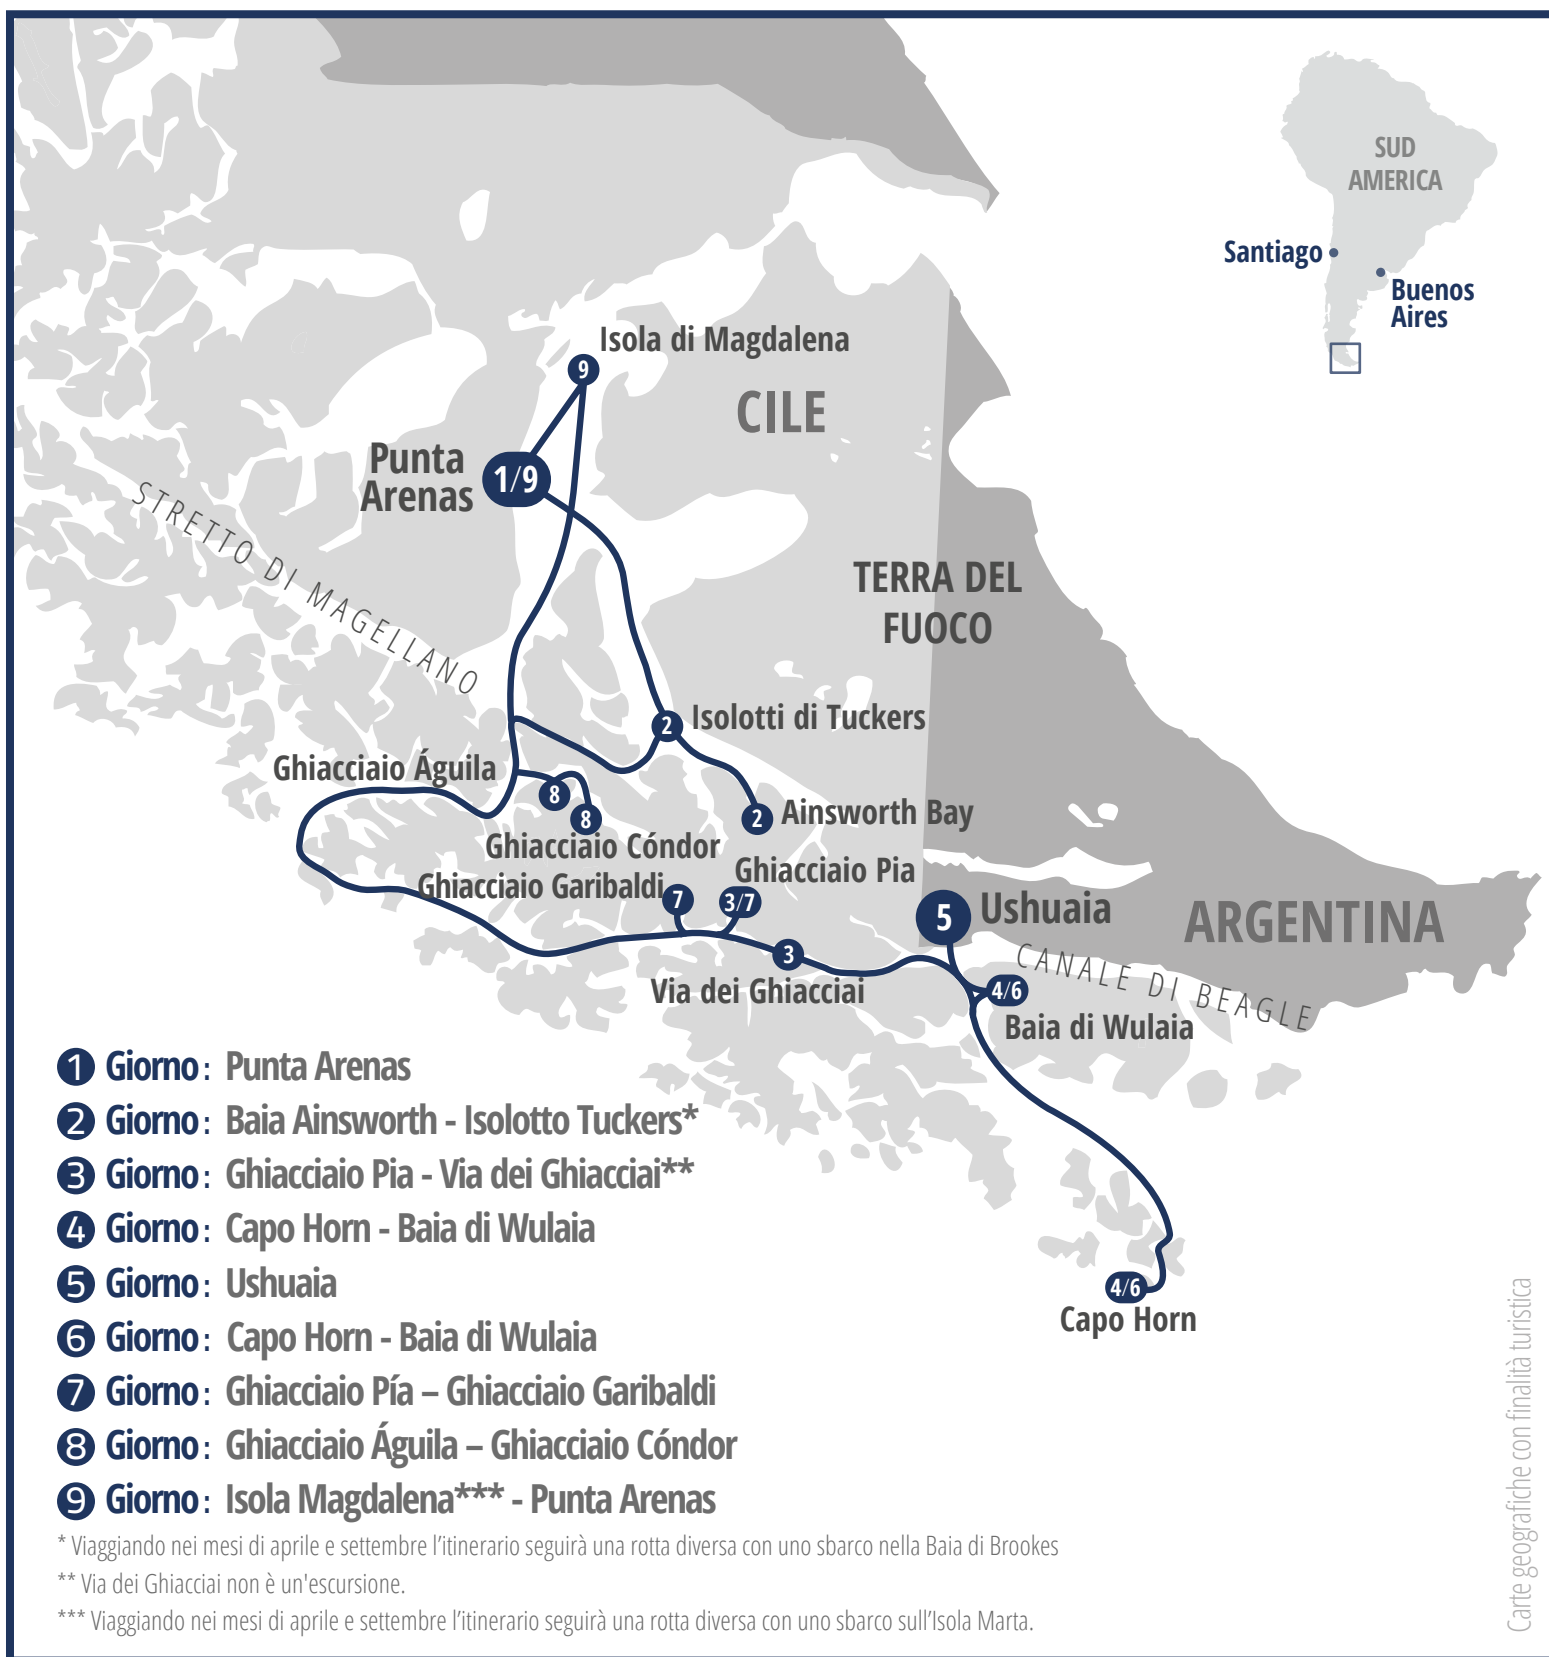 SUD
AMERICA
Santiago
Buenos
Aires
Isola di Magdalena
9
CILE
Punta
Arenas
1/9
STRETTO DI MAGELLANO
TERRA DEL
FUOCO
2
Isolotti di Tuckers
Ghiacciaio Águila
8
8
2
Ainsworth Bay
Ghiacciaio Cóndor
Ghiacciaio Pia
Ghiacciaio Garibaldi
7
3/7
5
Ushuaia
ARGENTINA
3
CANALE DI BEAGLE
Via dei Ghiacciai
4/6
Baia di Wulaia
4/6
Capo Horn
1 Giorno: Punta Arenas
2 Giorno: Baia Ainsworth - Isolotto Tuckers*
3 Giorno: Ghiacciaio Pia - Via dei Ghiacciai**
4 Giorno: Capo Horn - Baia di Wulaia
5 Giorno: Ushuaia
6 Giorno: Capo Horn - Baia di Wulaia
7 Giorno: Ghiacciaio Pía – Ghiacciaio Garibaldi
8 Giorno: Ghiacciaio Águila – Ghiacciaio Cóndor
9 Giorno: Isola Magdalena*** - Punta Arenas
* Viaggiando nei mesi di aprile e settembre l’itinerario seguirà una rotta diversa con uno sbarco nella Baia di Brookes
** Via dei Ghiacci non è un'escursione.
*** Viaggiando nei mesi di aprile e settembre l’itinerario seguirà una rotta diversa con uno sbarco sull’Isola Marta.
Carte geografiche con finalità turistica